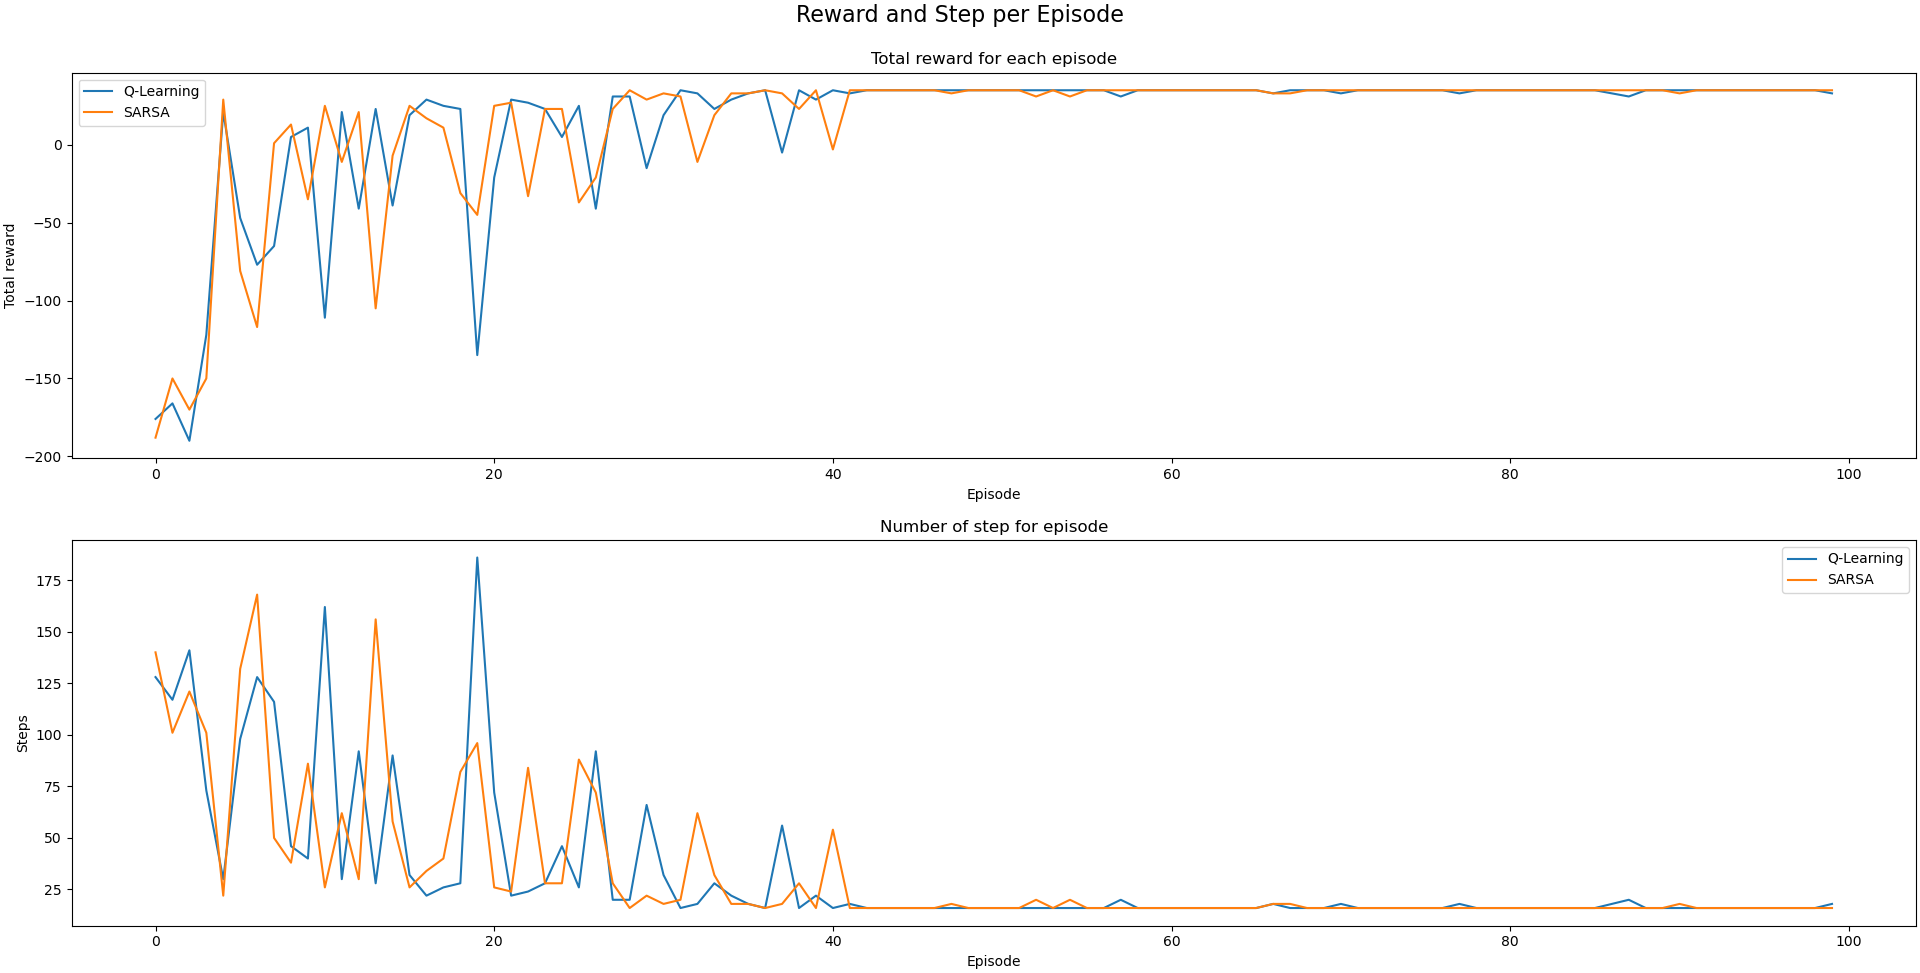 Reward and Step per Episode
Total reward for each episode
Q-Learning
SARSA
Total reward
0
−50
−100
−150
−200
0 20 40 60 80 100
Episode
Number of step for episode
Q-Learning
SARSA
Steps
175
150
125
100
75
50
25
0 20 40 60 80 100
Episode